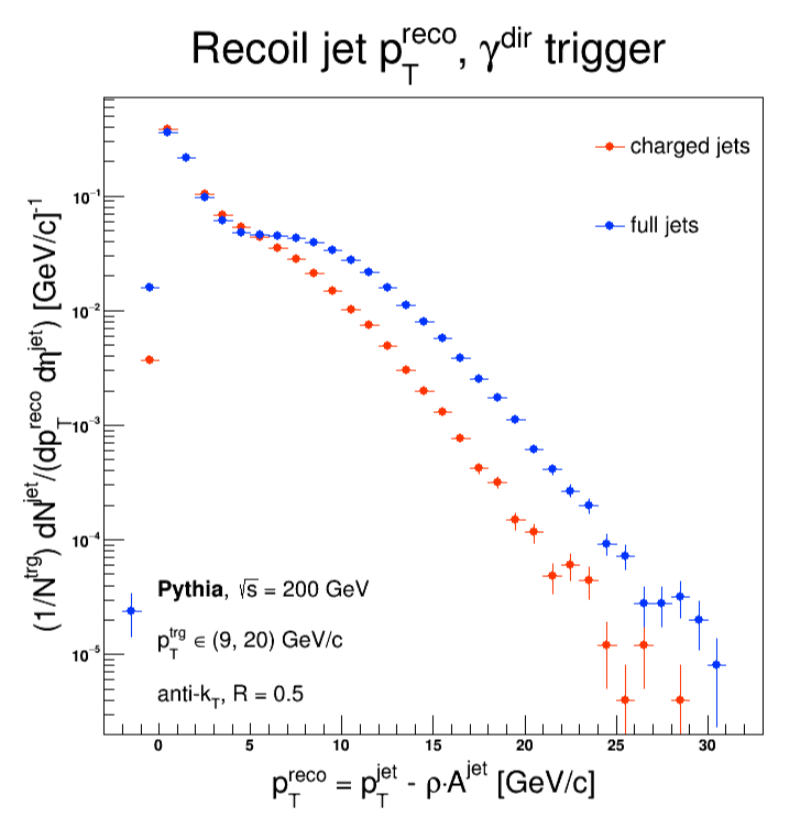 Recoil jet p_T^reco, γ^dir trigger
(1/N^trg) dN^jet/(dp_T^reco dη^jet) [GeV/c]^-1
charged jets
full jets
10^-1
10^-2
10^-3
10^-4
10^-5
Pythia, √s = 200 GeV
p_T^trg ∈ (9, 20) GeV/c
anti-k_T, R = 0.5
0 5 10 15 20 25 30
p_T^reco = p_T^jet - ρ·A^jet [GeV/c]